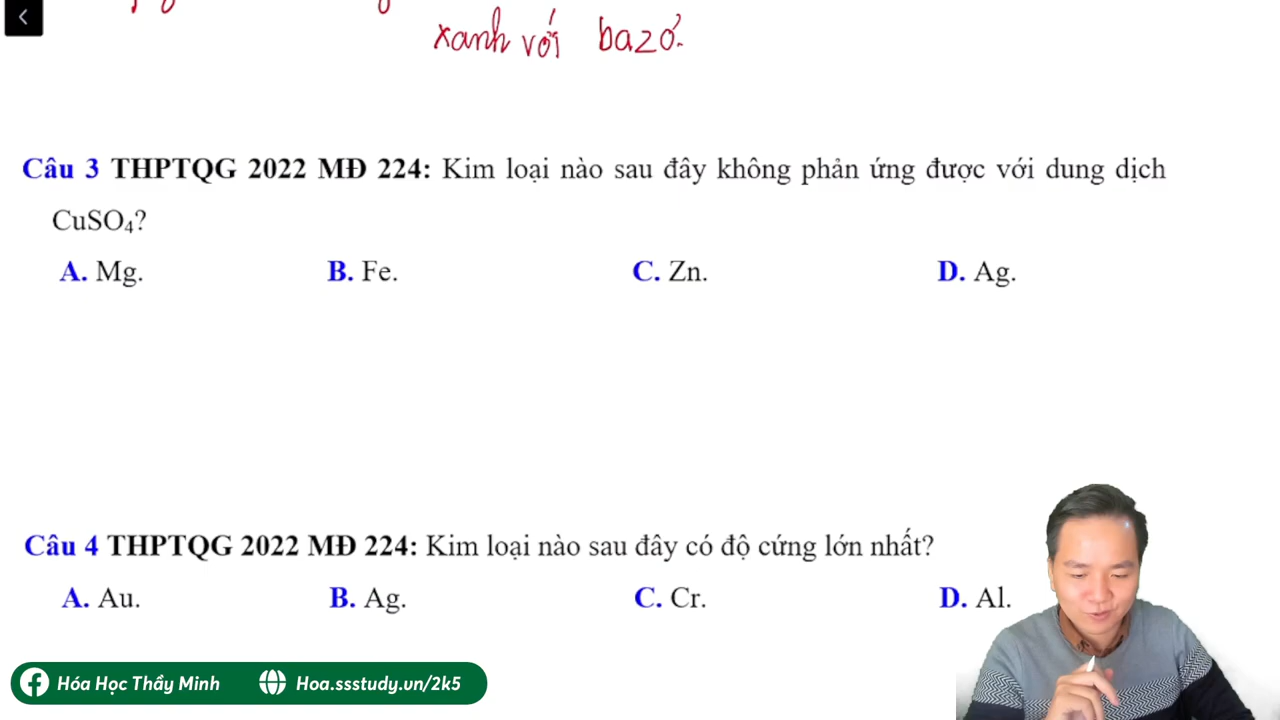 xanh với bazơ.
Câu 3 THPTQG 2022 MĐ 224: Kim loại nào sau đây không phản ứng được với dung dịch
CuSO₄?
A. Mg. B. Fe. C. Zn. D. Ag.
Câu 4 THPTQG 2022 MĐ 224: Kim loại nào sau đây có độ cứng lớn nhất?
A. Au. B. Ag. C. Cr. D. Al.
Hóa Học Thầy Minh Hoa.ssstudy.vn/2k5